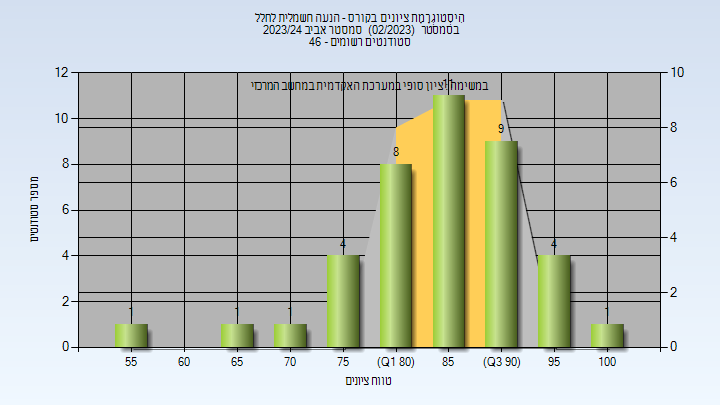 היסטוגרמת ציונים בקורס - הנעה חשמלית לחלל
בסמסטר (02/2023) סמסטר אביב 2023/24
סטודנטים רשומים - 46
במשימת ציון סופי במערכת האקדמית במחשב המרכזי
12 10 8 6 4 2 0
מספר סטודנטים
10 8 6 4 2 0
1 1 1 4 8 11 9 4 1
55 60 65 70 75 (Q1 80) 85 (Q3 90) 95 100
טווח ציונים